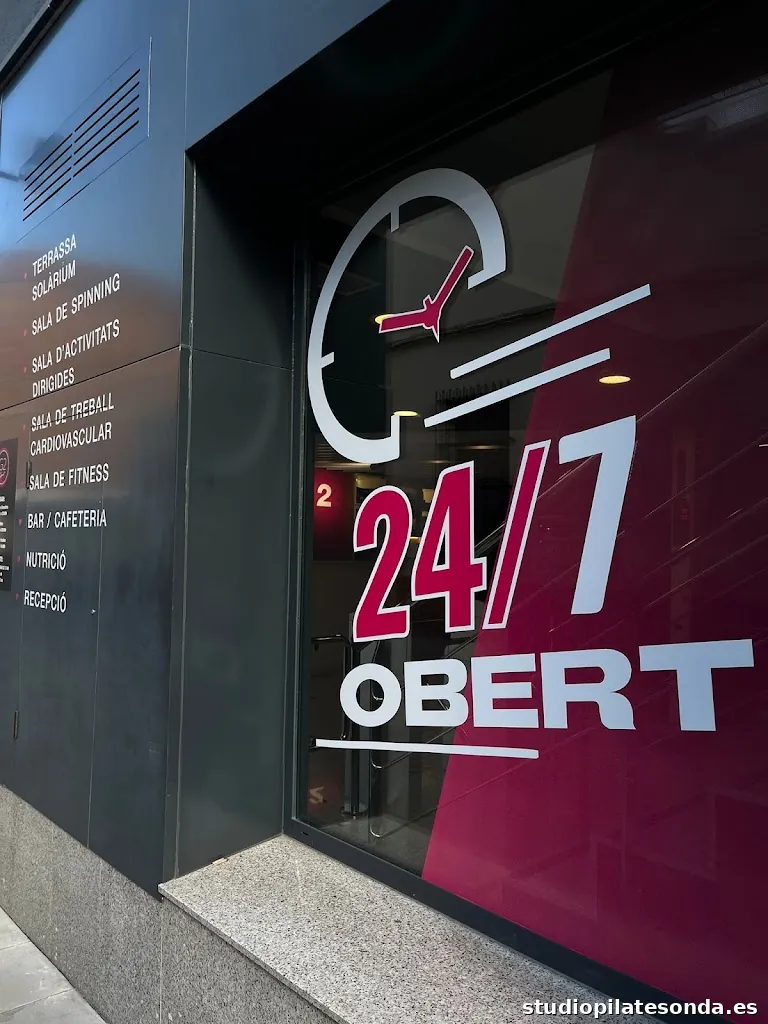 TERRASSA
SOLÀRIUM
SALA DE SPINNING
SALA D'ACTIVITATS
DIRIGIDES
SALA DE TREBALL
CARDIOVASCULAR
SALA DE FITNESS
BAR / CAFETERIA
NUTRICIÓ
RECEPCIÓ
2
24/7
OBERT
studiopilatesonda.es